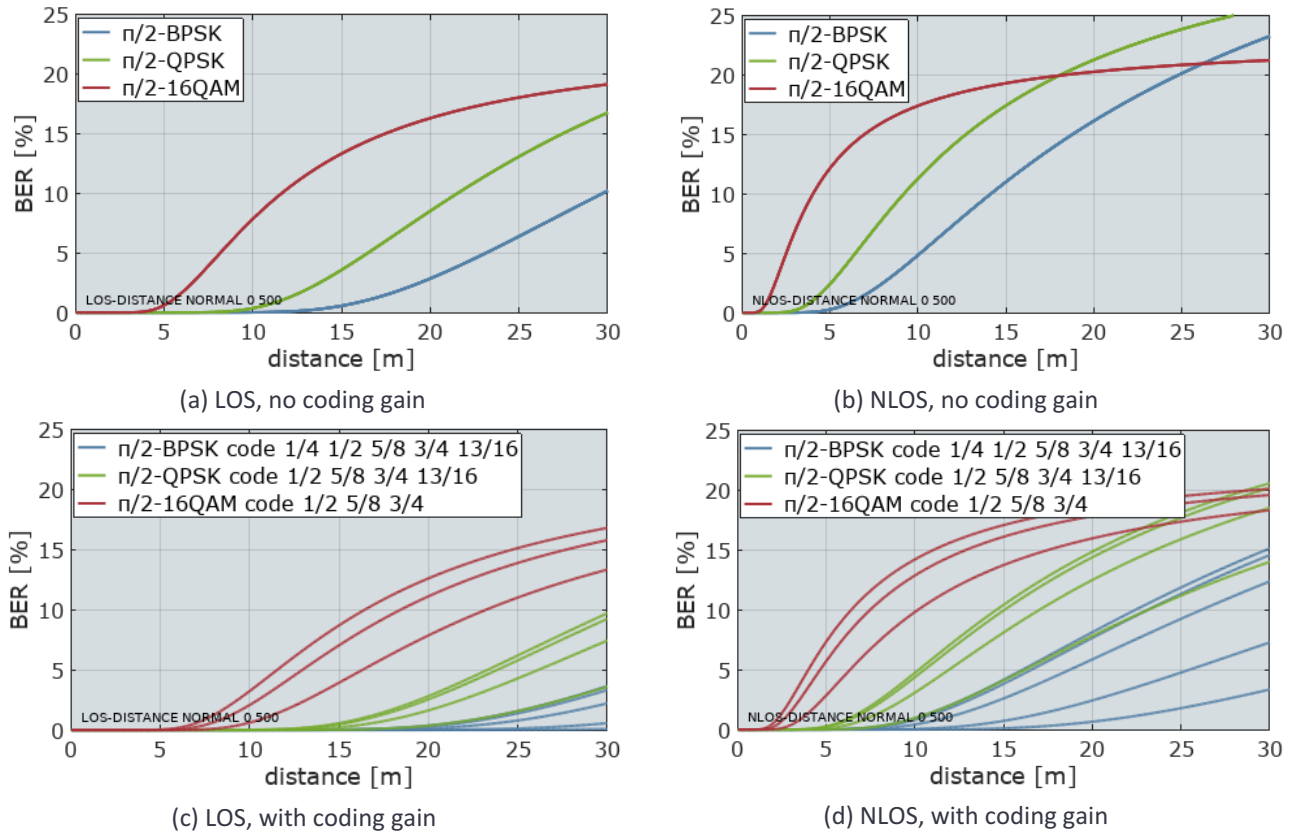 25
20
15
10
5
0
BER [%]
π/2-BPSK
π/2-QPSK
π/2-16QAM
LOS-DISTANCE NORMAL 0 500
0 5 10 15 20 25 30
distance [m]
(a) LOS, no coding gain
25
20
15
10
5
0
BER [%]
π/2-BPSK
π/2-QPSK
π/2-16QAM
NLOS-DISTANCE NORMAL 0 500
0 5 10 15 20 25 30
distance [m]
(b) NLOS, no coding gain
25
20
15
10
5
0
BER [%]
π/2-BPSK code 1/4 1/2 5/8 3/4 13/16
π/2-QPSK code 1/2 5/8 3/4 13/16
π/2-16QAM code 1/2 5/8 3/4
LOS-DISTANCE NORMAL 0 500
0 5 10 15 20 25 30
distance [m]
(c) LOS, with coding gain
25
20
15
10
5
0
BER [%]
π/2-BPSK code 1/4 1/2 5/8 3/4 13/16
π/2-QPSK code 1/2 5/8 3/4 13/16
π/2-16QAM code 1/2 5/8 3/4
NLOS-DISTANCE NORMAL 0 500
0 5 10 15 20 25 30
distance [m]
(d) NLOS, with coding gain